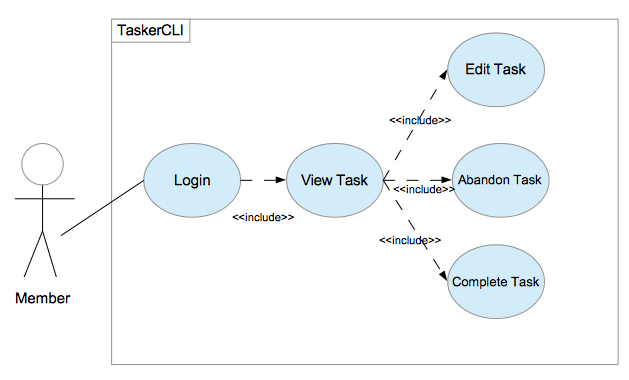 TaskerCLI
Edit Task
<<include>>
Login
View Task
Abandon Task
<<include>>
<<include>>
<<include>>
Complete Task
Member